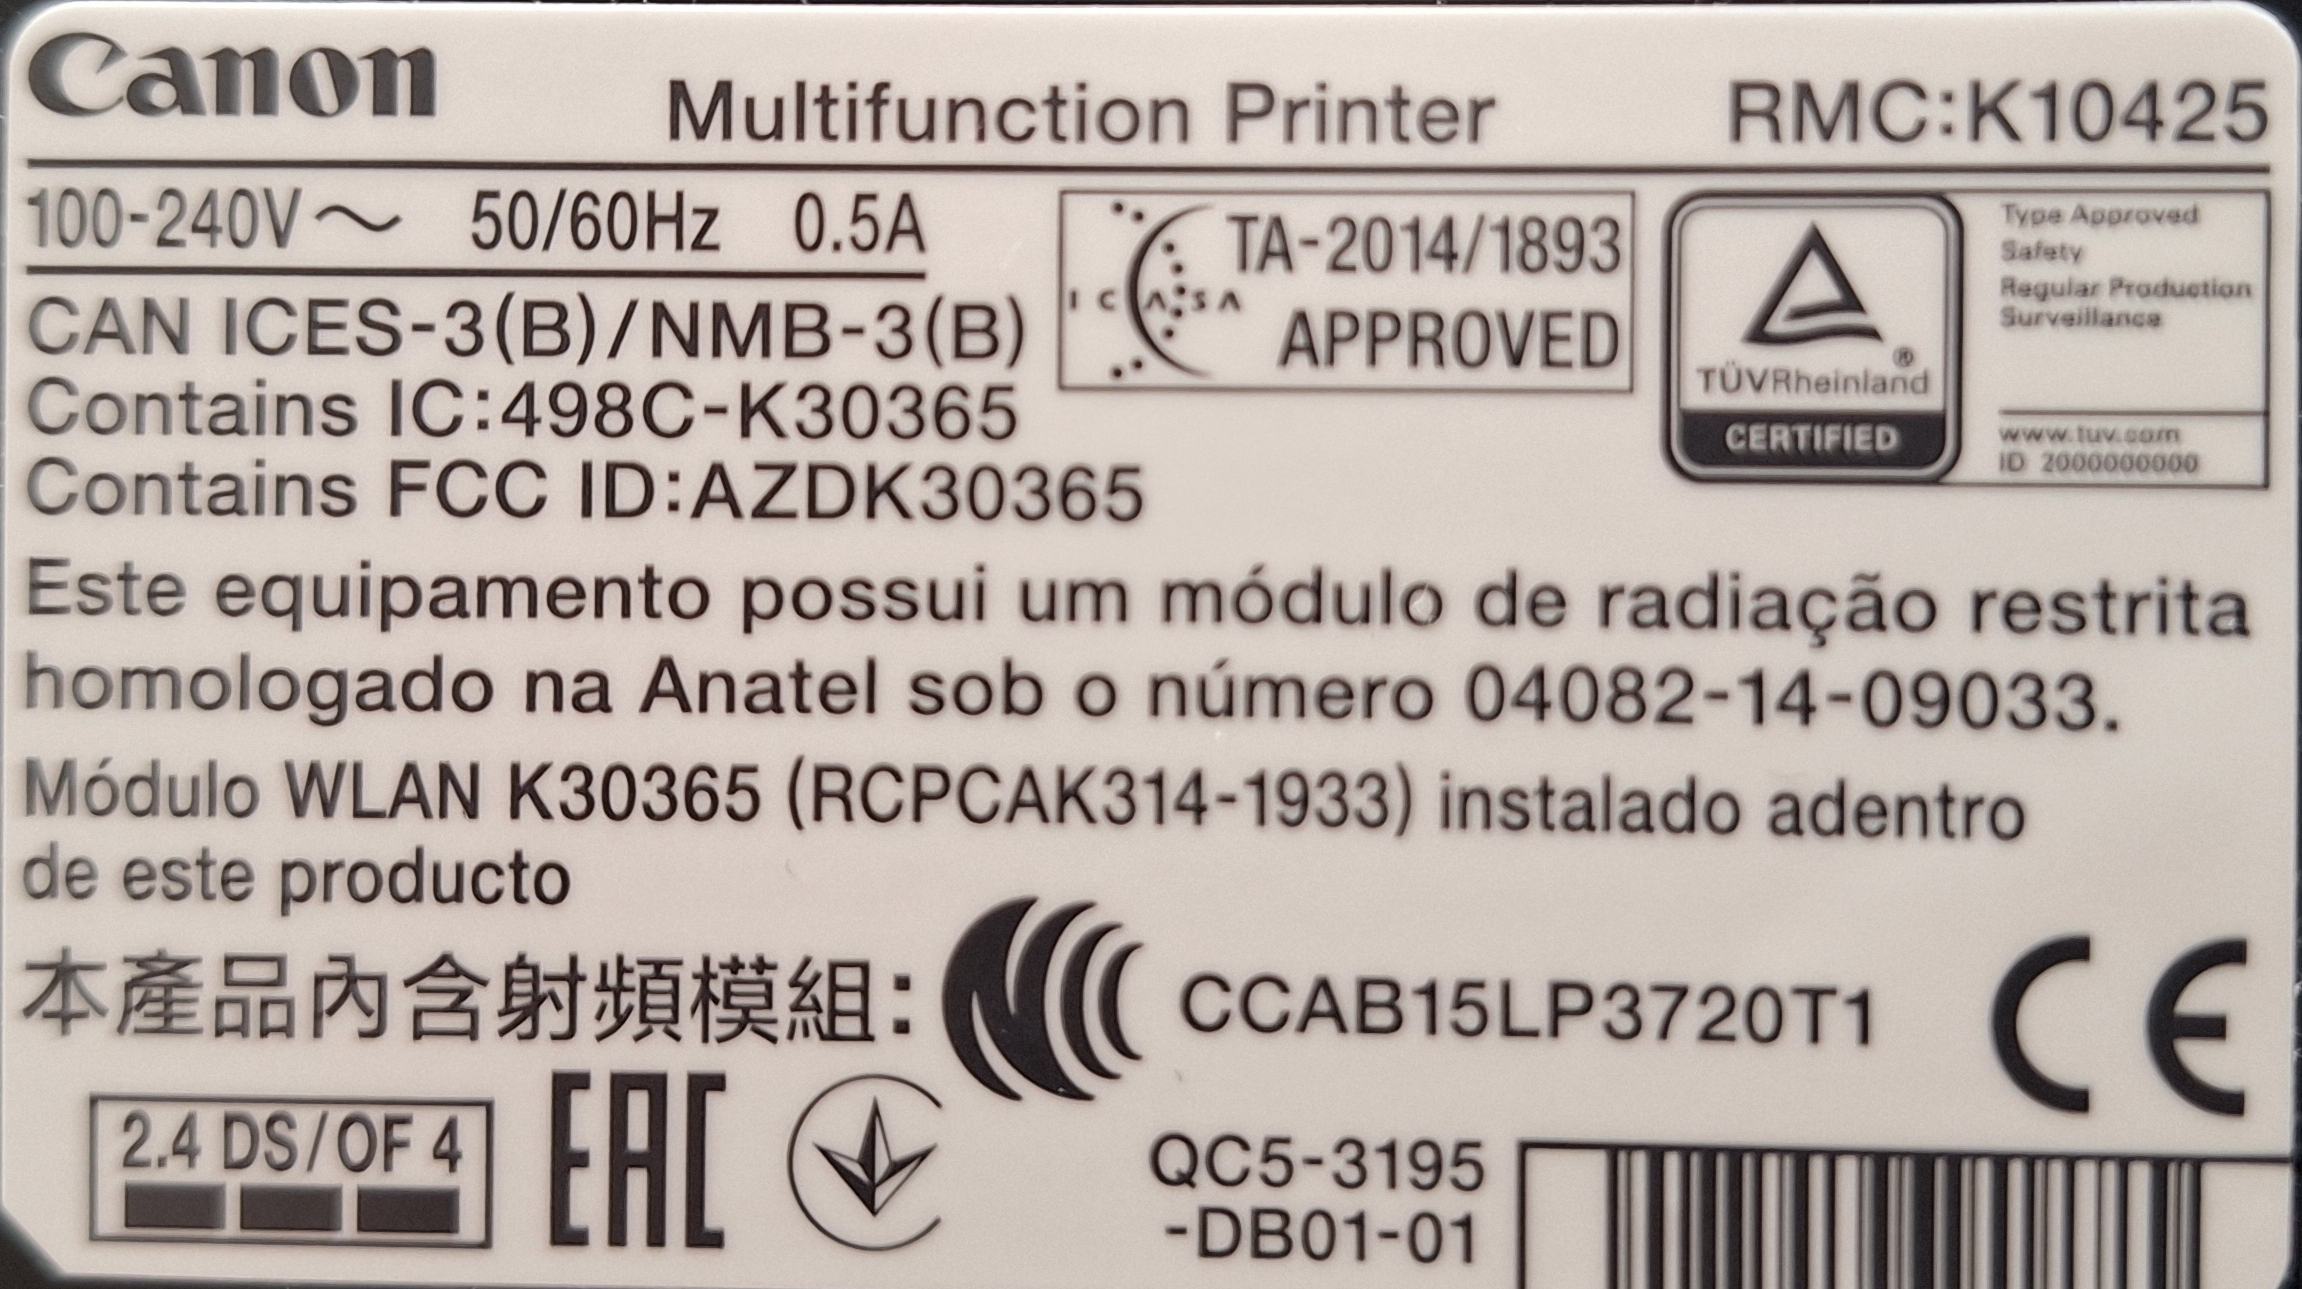 Canon Multifunction Printer RMC:K10425
100-240V～ 50/60Hz 0.5A
CAN ICES-3(B)/NMB-3(B)
Contains IC:498C-K30365
Contains FCC ID:AZDK30365
ICASA
TA-2014/1893
APPROVED
TÜVRheinland®
CERTIFIED
Type Approved
Safety
Regular Production
Surveillance
www.tuv.com
ID 2000000000
Este equipamento possui um módulo de radiação restrita
homologado na Anatel sob o número 04082-14-09033.
Módulo WLAN K30365 (RCPCAK314-1933) instalado adentro
de este producto
本產品內含射頻模組: CCAB15LP3720T1 CE
2.4 DS/OF 4
EAC
QC5-3195
-DB01-01